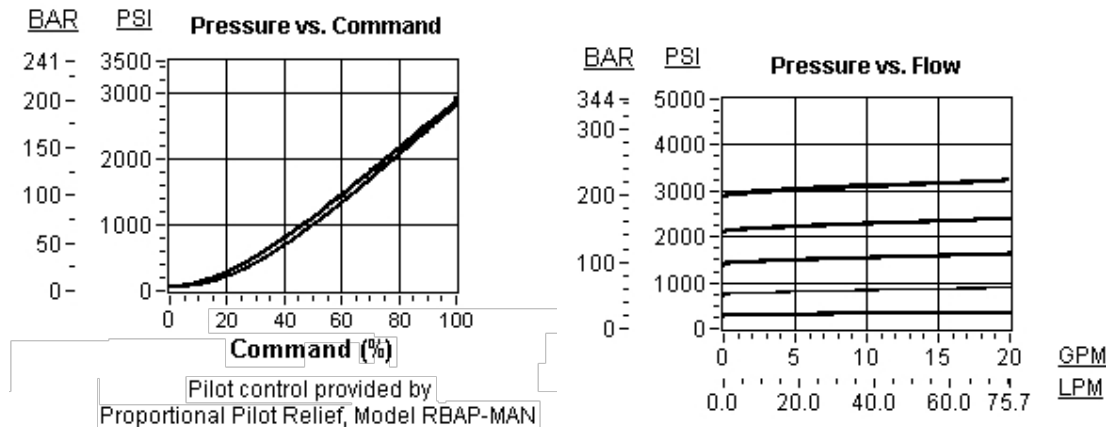 BAR PSI Pressure vs. Command
241 3500
200 3000
150
2000
100
1000
50
0 0
0 20 40 60 80 100
Command (%)
Pilot control provided by
Proportional Pilot Relief, Model RBAP-MAN
BAR PSI Pressure vs. Flow
344 5000
300
4000
200 3000
2000
100
1000
0 0
0 5 10 15 20 GPM
0.0 20.0 40.0 60.0 75.7 LPM